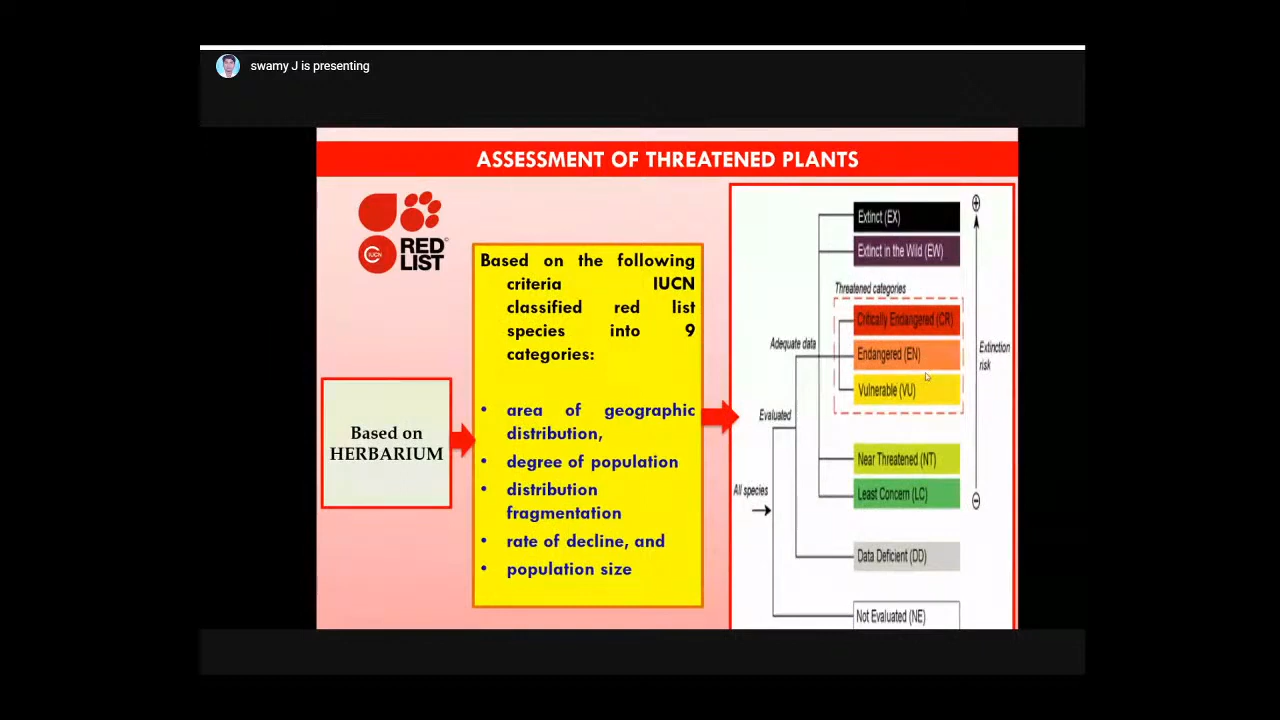 swamy J is presenting
ASSESSMENT OF THREATENED PLANTS
IUCN
RED
LIST
©
Based on
HERBARIUM
Based on the following
criteria IUCN
classified red list
species into 9
categories:
• area of geographic
distribution,
• degree of population
• distribution
fragmentation
• rate of decline, and
• population size
Extinct (EX)
Extinct in the Wild (EW)
Threatened categories
Critically Endangered (CR)
Adequate data
Endangered (EN)
Extinction
risk
Vulnerable (VU)
Evaluated
Near Threatened (NT)
All species
Least Concern (LC)
Data Deficient (DD)
Not Evaluated (NE)